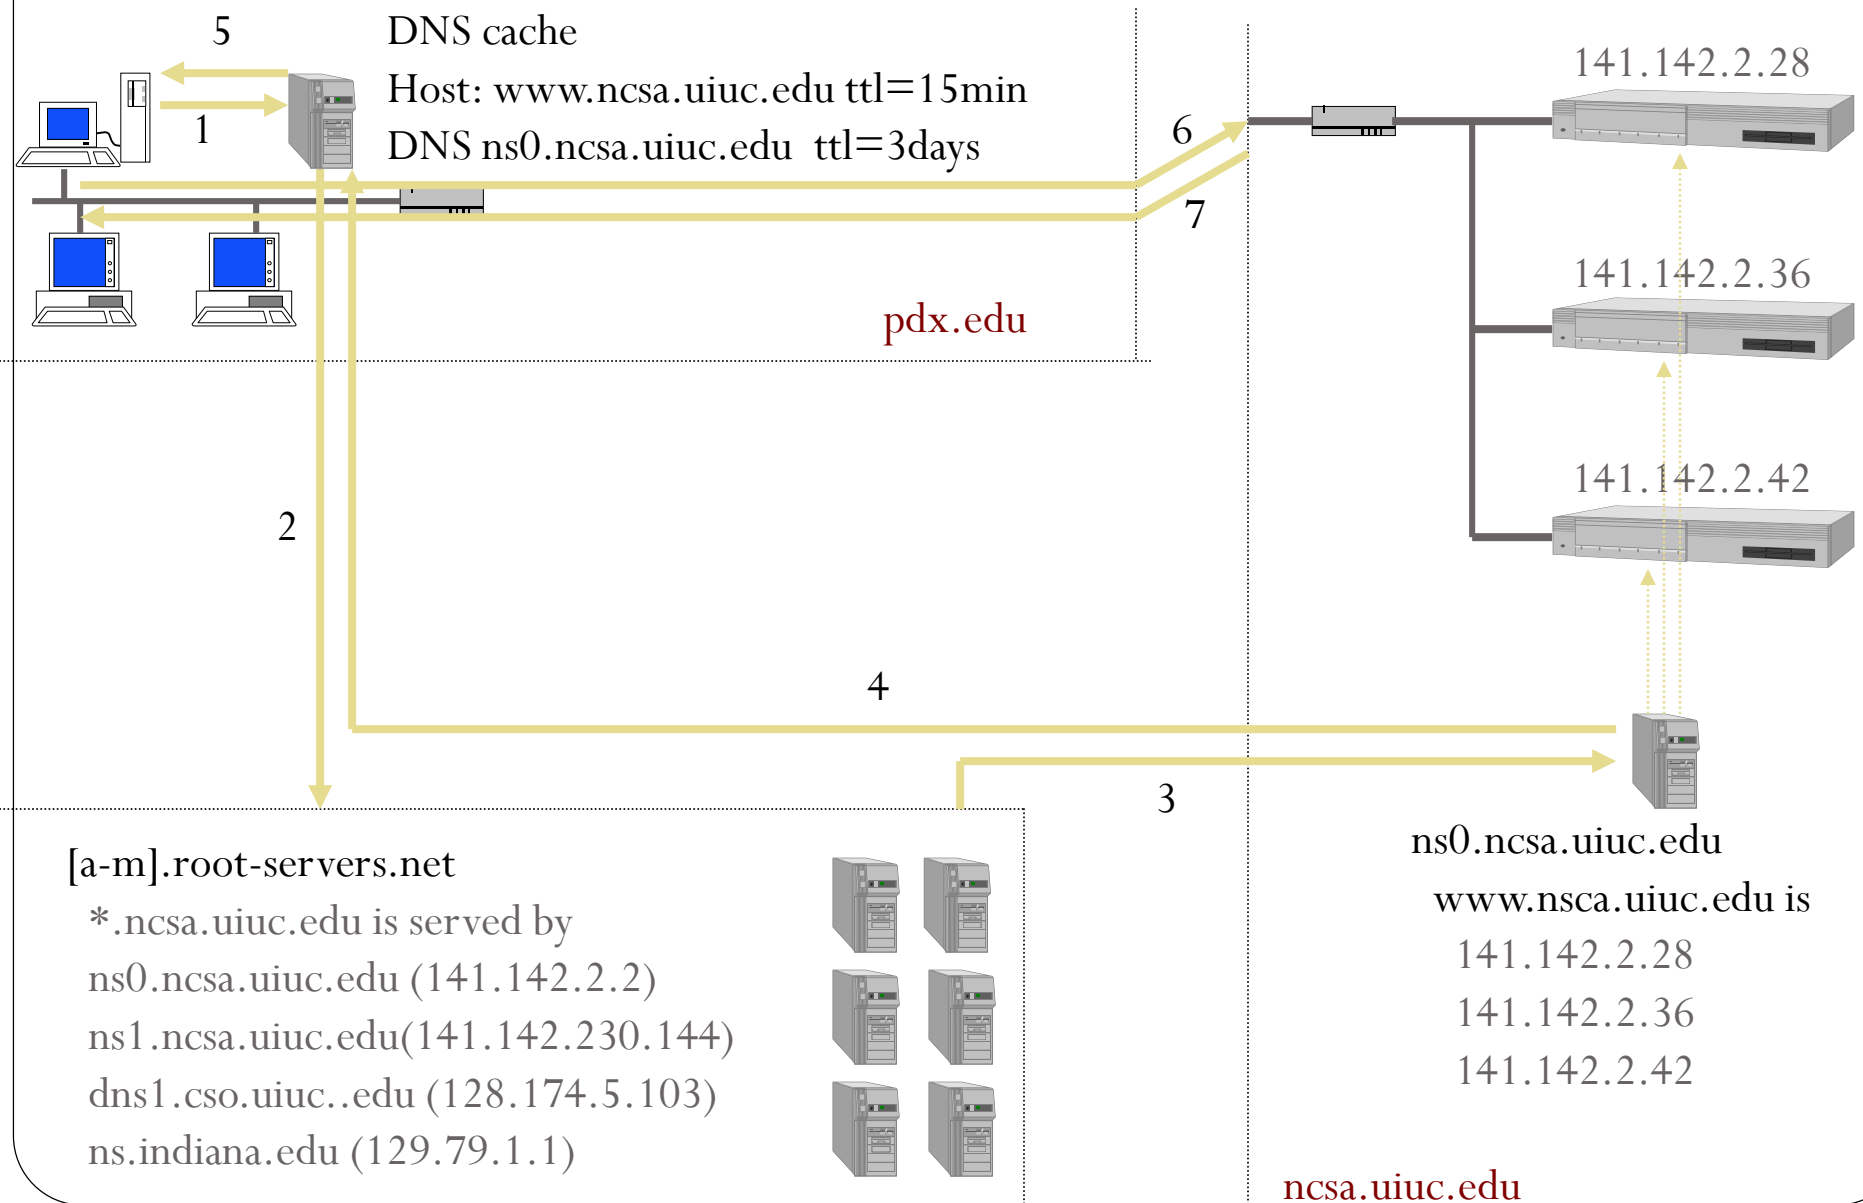 5
DNS cache
Host: www.ncsa.uiuc.edu ttl=15min
1
DNS ns0.ncsa.uiuc.edu  ttl=3days
6
7
pdx.edu
141.142.2.28
141.142.2.36
141.142.2.42
2
4
3
[a-m].root-servers.net
*.ncsa.uiuc.edu is served by
ns0.ncsa.uiuc.edu (141.142.2.2)
ns1.ncsa.uiuc.edu(141.142.230.144)
dns1.cso.uiuc..edu (128.174.5.103)
ns.indiana.edu (129.79.1.1)
ns0.ncsa.uiuc.edu
www.nsca.uiuc.edu is
141.142.2.28
141.142.2.36
141.142.2.42
ncsa.uiuc.edu